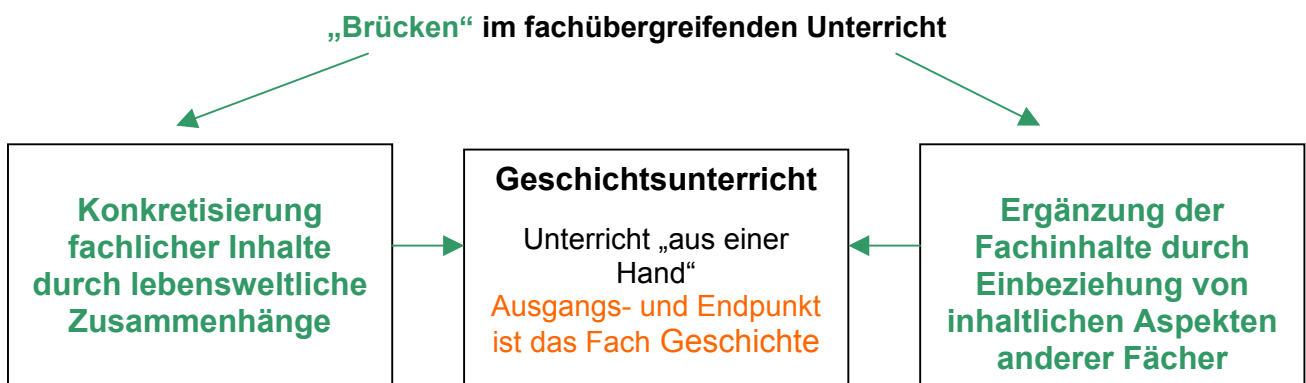 „Brücken“ im fachübergreifenden Unterricht
Konkretisierung
fachlicher Inhalte
durch lebensweltliche
Zusammenhänge
Geschichtsunterricht
Unterricht „aus einer
Hand“
Ausgangs- und Endpunkt
ist das Fach Geschichte
Ergänzung der
Fachinhalte durch
Einbeziehung von
inhaltlichen Aspekten
anderer Fächer